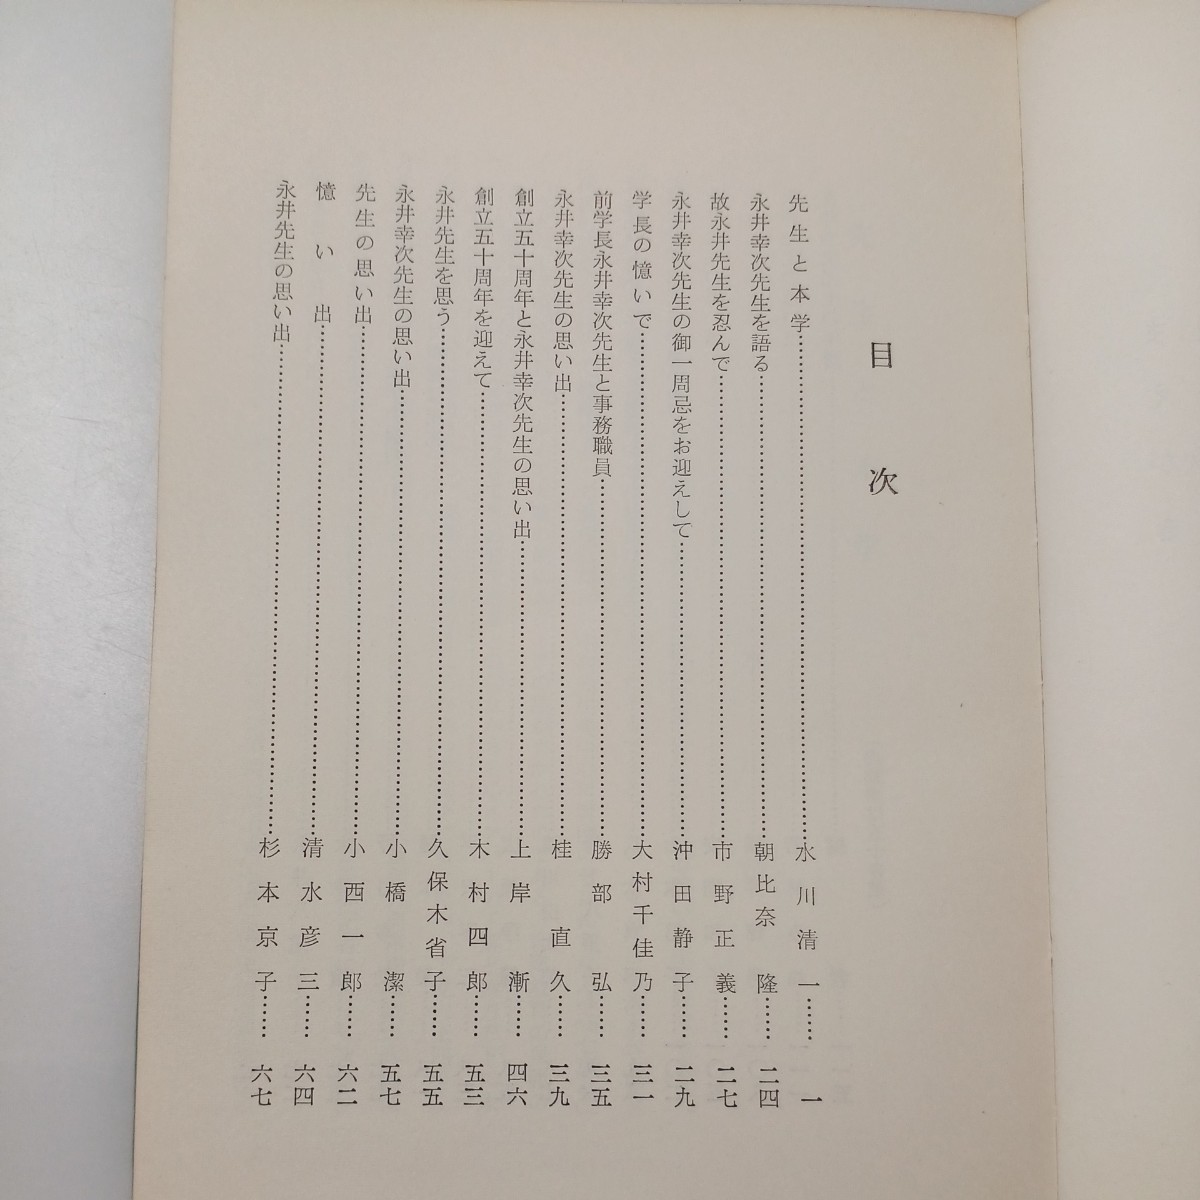 目次
先生と本学……水川清一……一
永井幸次先生を語る……朝比奈隆……二四
故永井先生を忍んで……市野正義……二七
永井幸次先生の御一周忌をお迎えして……沖田静子……二九
学長の憶いで……大村千佳乃……三一
前学長永井幸次先生と事務職員……勝部弘……三五
永井幸次先生の思い出……桂直久……三九
創立五十周年と永井幸次先生の思い出……上岸漸……四六
創立五十周年を迎えて……木村四郎……五三
永井先生を思う……久保木省子……五五
永井幸次先生の思い出……小橋潔……五七
先生の思い出……小西一郎……六二
憶い出……清水彦三……六四
永井先生の思い出……杉本京子……六七